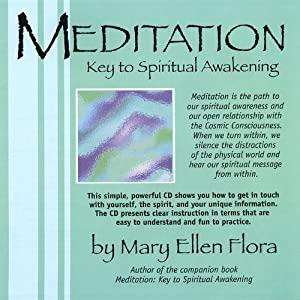 MEDITATION
Key to Spiritual Awakening
Meditation is the path to
our spiritual awareness and
our open relationship with
the Cosmic Consciousness.
When we turn within, we
silence the distractions
of the physical world and
hear our spiritual message
from within.
This simple, powerful CD shows you how to get in touch
with yourself, the spirit, and your unique information.
The CD presents clear instruction in terms that are
easy to understand and fun to practice.
by Mary Ellen Flora
Author of the companion book
Meditation: Key to Spiritual Awakening